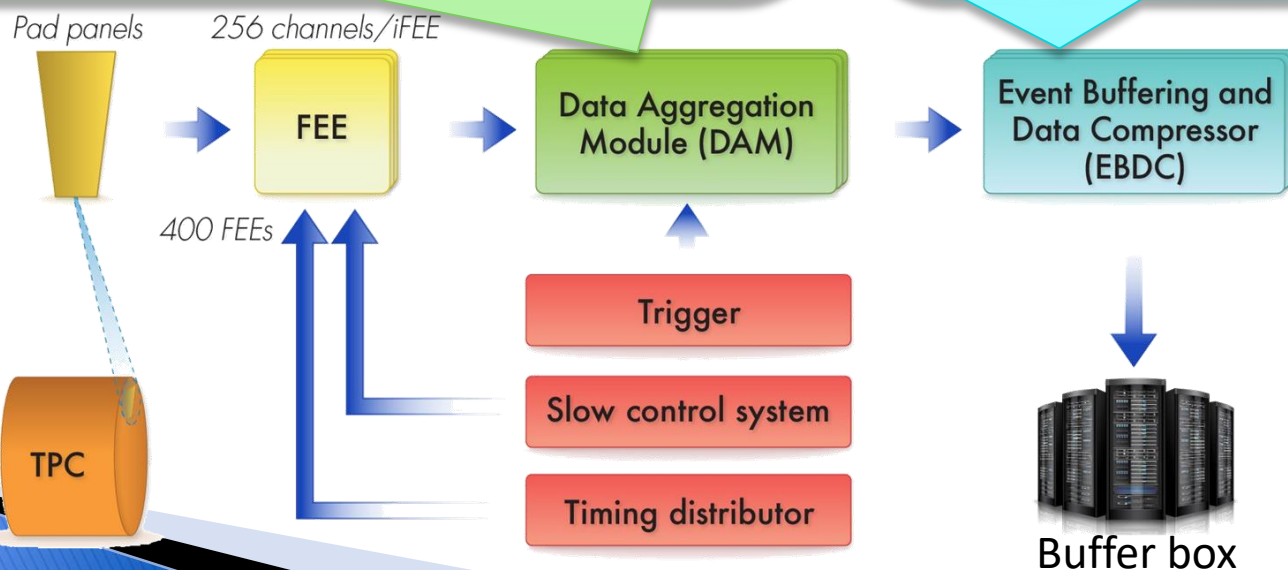 Pad panels
256 channels/iFEE
FEE
Data Aggregation
Module (DAM)
Event Buffering and
Data Compressor
(EBDC)
400 FEEs
Trigger
Slow control system
TPC
Timing distributor
Buffer box